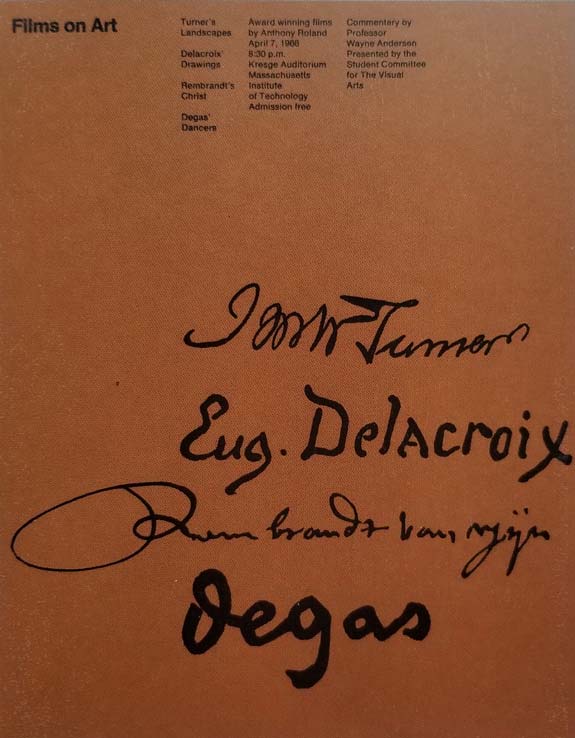 Films on Art
Turner's
Landscapes
Delacroix'
Drawings
Rembrandt's
Christ
Degas'
Dancers
Award winning films
by Anthony Roland
April 7, 1966
8:30 p.m.
Kresge Auditorium
Massachusetts
Institute
of Technology
Admission free
Commentary by
Professor
Wayne Andersen
Presented by the
Student Committee
for The Visual
Arts
JMW Turner
Eug. Delacroix
Rembrandt van Rijn
Degas